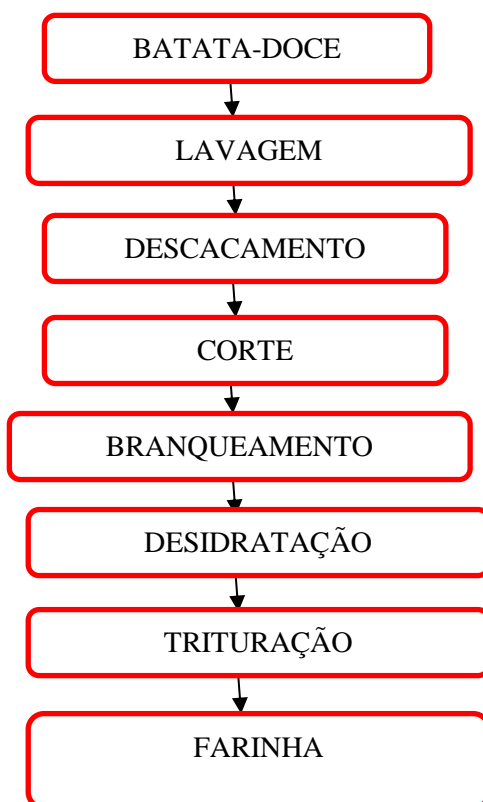 BATATA-DOCE
LAVAGEM
DESCACAMENTO
CORTE
BRANQUEAMENTO
DESIDRATAÇÃO
TRITURAÇÃO
FARINHA